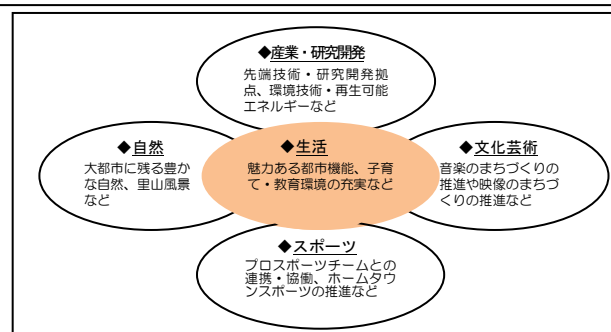 ◆産業・研究開発
先端技術・研究開発拠
点、環境技術・再生可能
エネルギーなど
◆自然
大都市に残る豊か
な自然、里山風景
など
◆生活
魅力ある都市機能、子育
て・教育環境の充実など
◆文化芸術
音楽のまちづくりの
推進や映像のまちづ
くりの推進など
◆スポーツ
プロスポーツチームとの
連携・協働、ホームタウ
ンスポーツの推進など